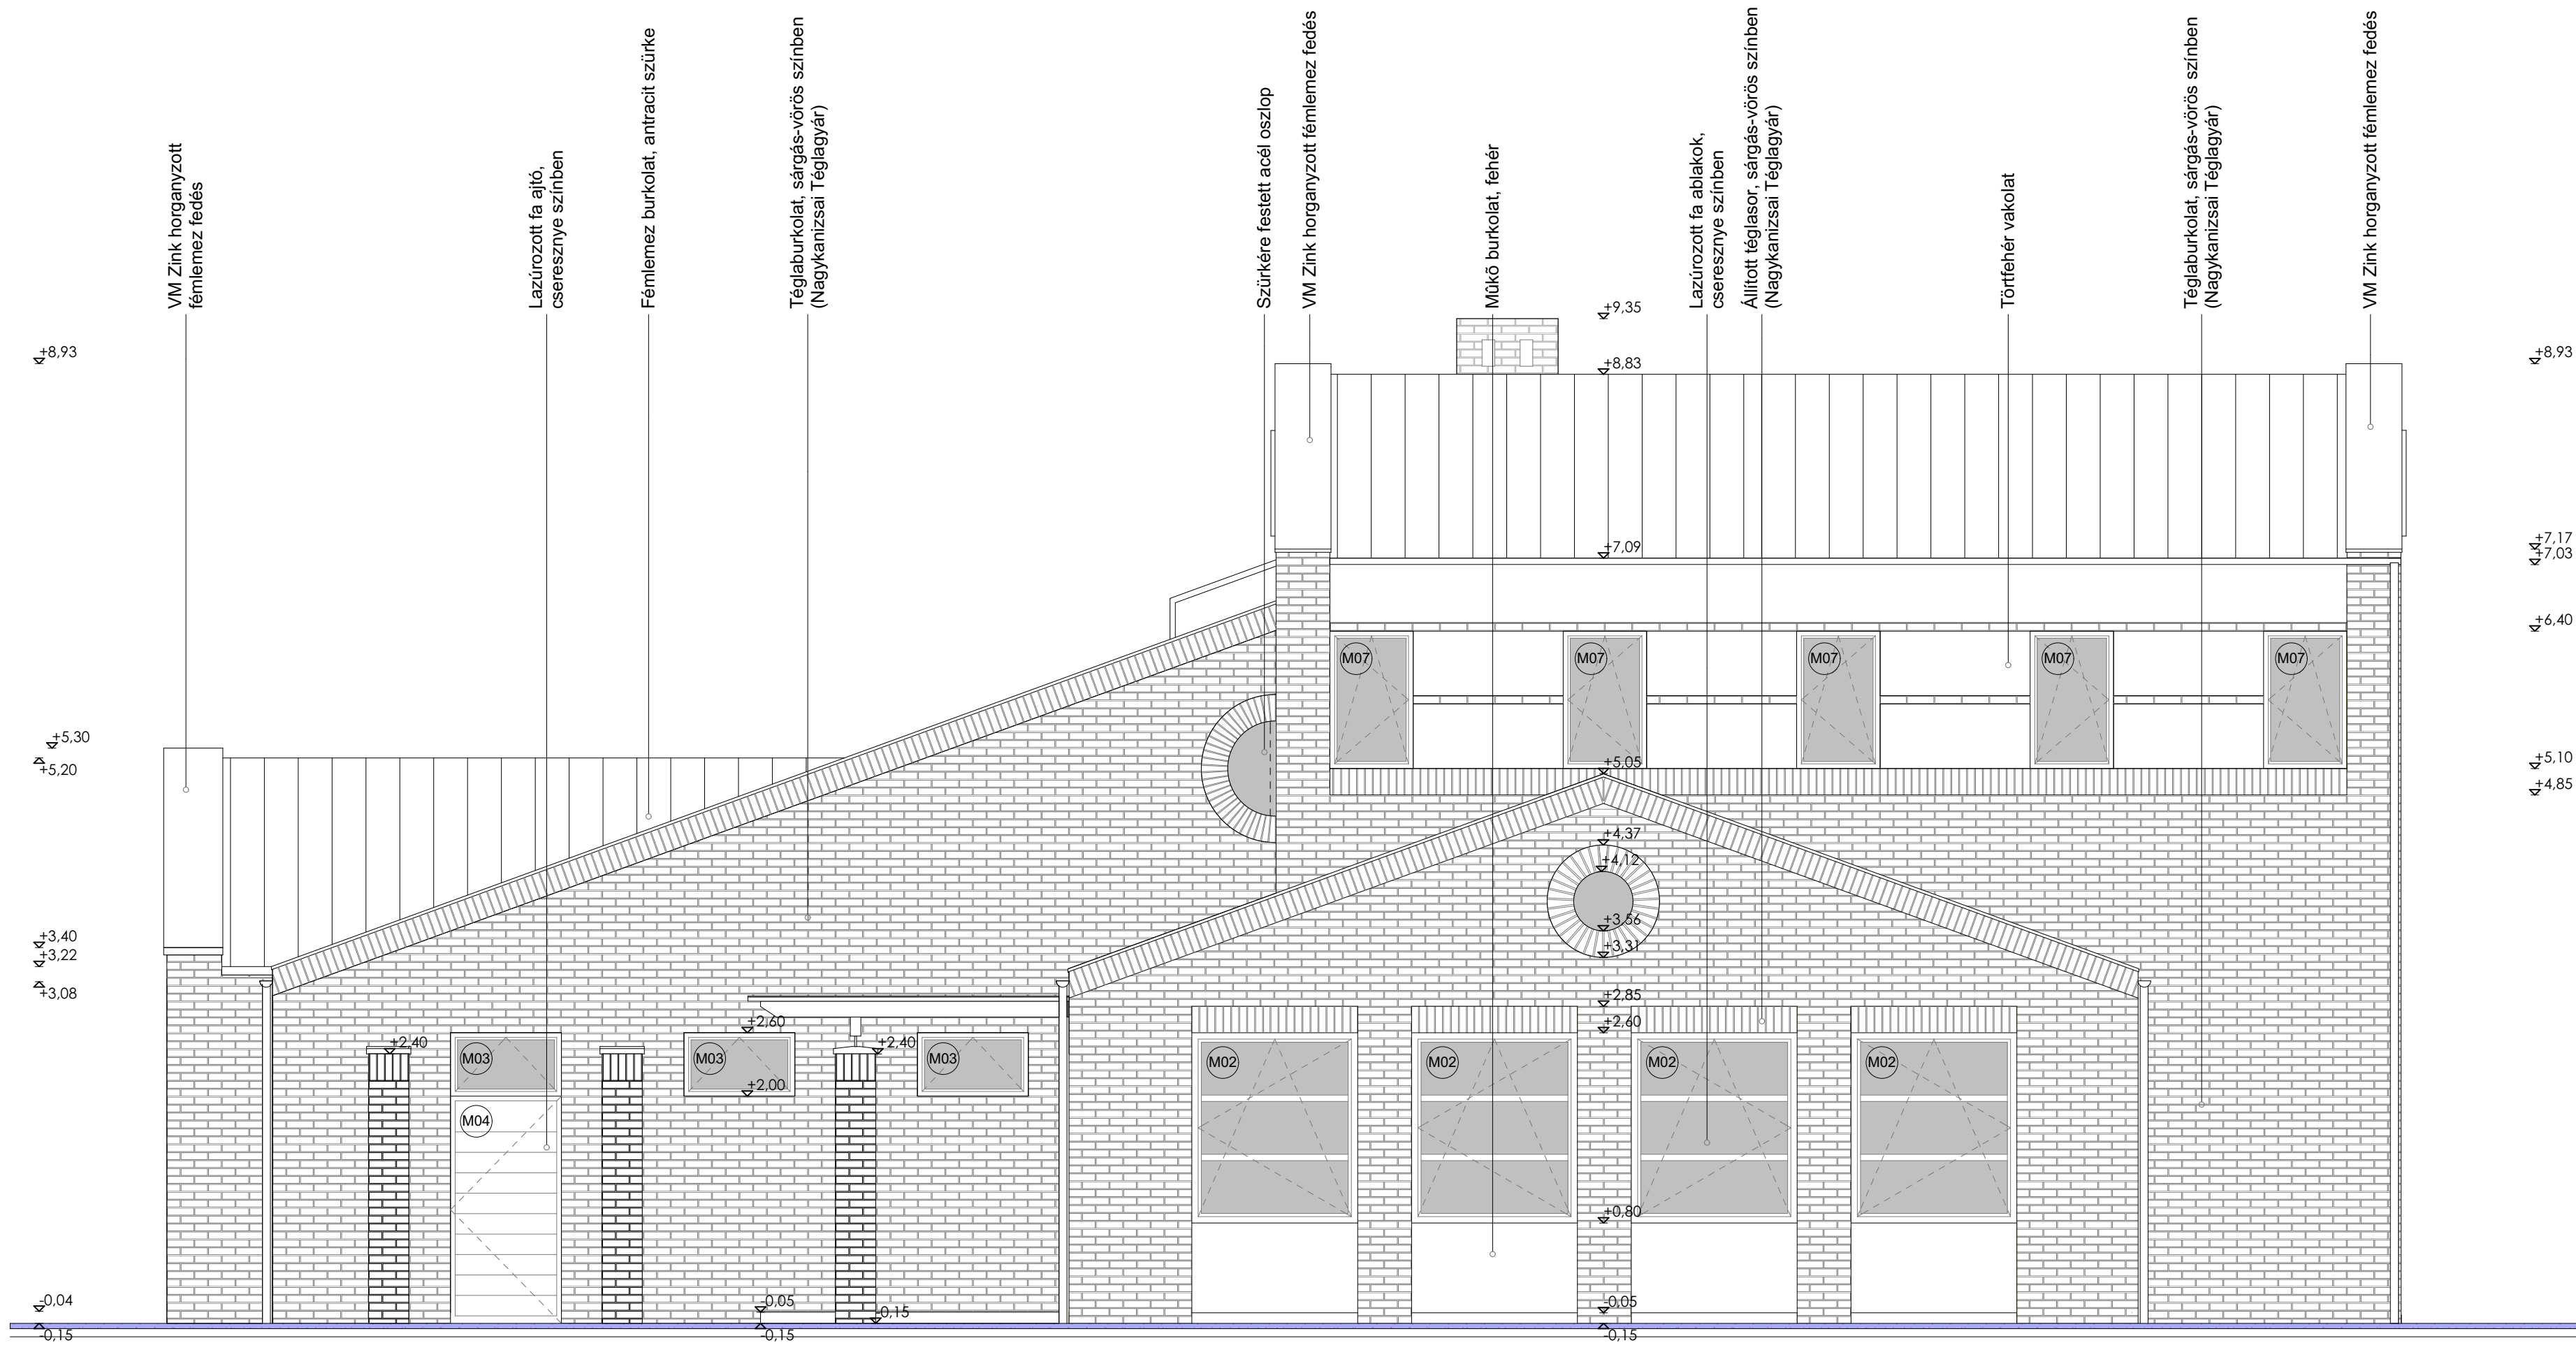 VM Zink horganyzott
fémlemez fedés
Lazúrozott fa ajtó,
cseresznye színben
Fémlemez burkolat, antracit szürke
Téglaburkolat, sárgás-vörös színben
(Nagykanizsai Téglagyár)
Szürkére festett acél oszlop
VM Zink horganyzott fémlemez fedés
Mûkõ burkolat, fehér
Lazúrozott fa ablakok,
cseresznye színben
Állított téglasor, sárgás-vörös színben
(Nagykanizsai Téglagyár)
Törtfehér vakolat
Téglaburkolat, sárgás-vörös színben
(Nagykanizsai Téglagyár)
VM Zink horganyzott fémlemez fedés
+9,35
+8,93
+8,83
+8,93
+7,09
+7,17
+7,03
+6,40
M07
M07
M07
M07
M07
+5,30
+5,20
+5,05
+5,10
+4,85
+4,37
+4,12
+3,56
+3,31
+3,40
+3,22
+3,08
+2,85
+2,60
+2,60
+2,40
+2,40
M03
M03
M03
M02
M02
M02
M02
+2,00
M04
+0,80
-0,04
-0,05
-0,15
-0,05
-0,15
-0,15
-0,15